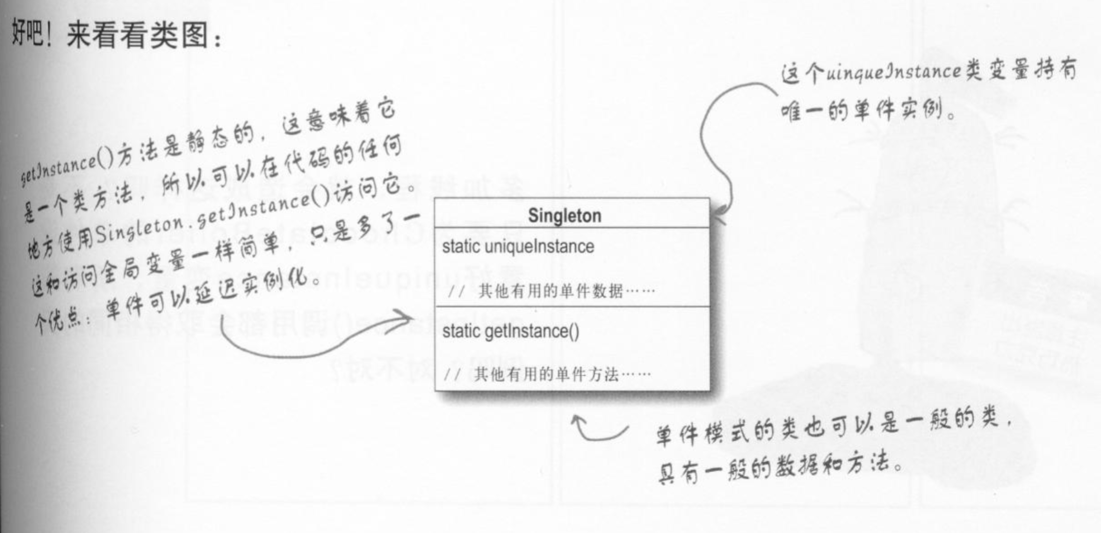 好吧！来看看类图：
这个uinqueInstance类变量持有
唯一的单件实例。
getInstance()方法是静态的，这意味着它
是一个类方法，所以可以在代码的任何
地方使用Singleton.getInstance()访问它。
这和访问全局变量一样简单，只是多了一
个优点：单件可以延迟实例化。
Singleton
static uniqueInstance
// 其他有用的单件数据……
static getInstance()
// 其他有用的单件方法……
单件模式的类也可以是一般的类，
具有一般的数据和方法。